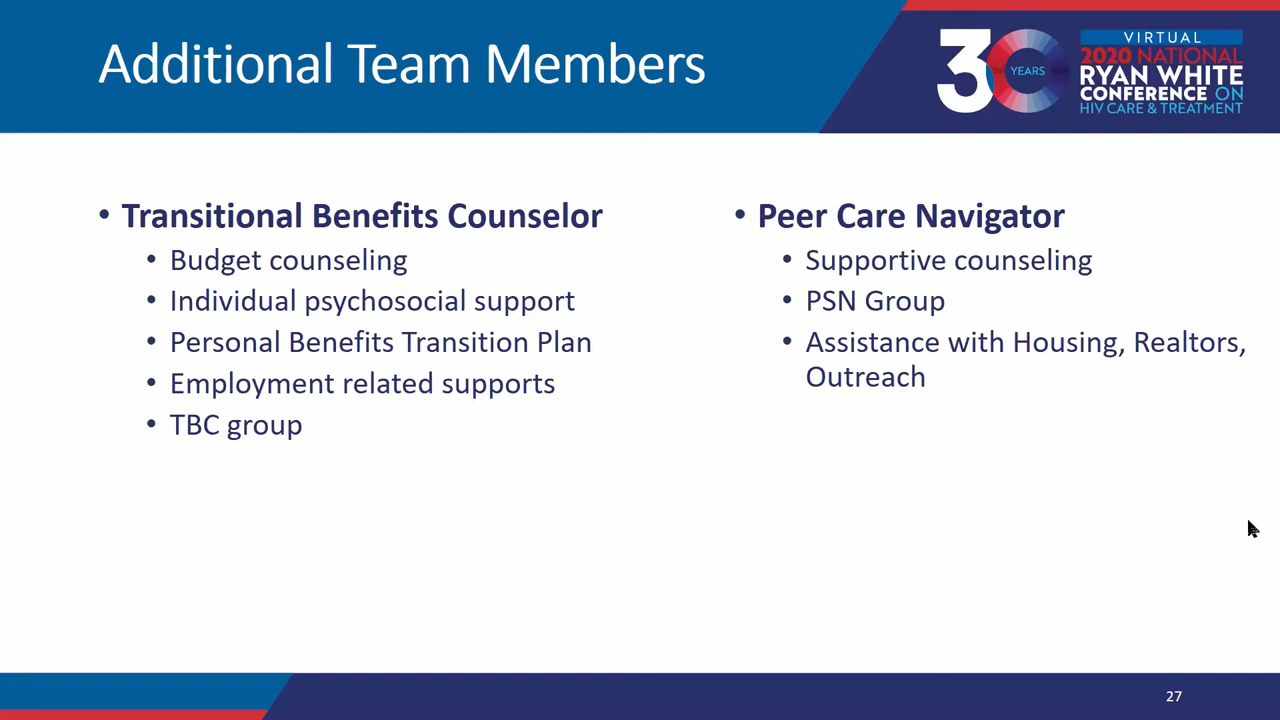 Additional Team Members
30 YEARS
VIRTUAL
2020 NATIONAL
RYAN WHITE
CONFERENCE ON
HIV CARE & TREATMENT
• Transitional Benefits Counselor
• Budget counseling
• Individual psychosocial support
• Personal Benefits Transition Plan
• Employment related supports
• TBC group
• Peer Care Navigator
• Supportive counseling
• PSN Group
• Assistance with Housing, Realtors,
Outreach
27